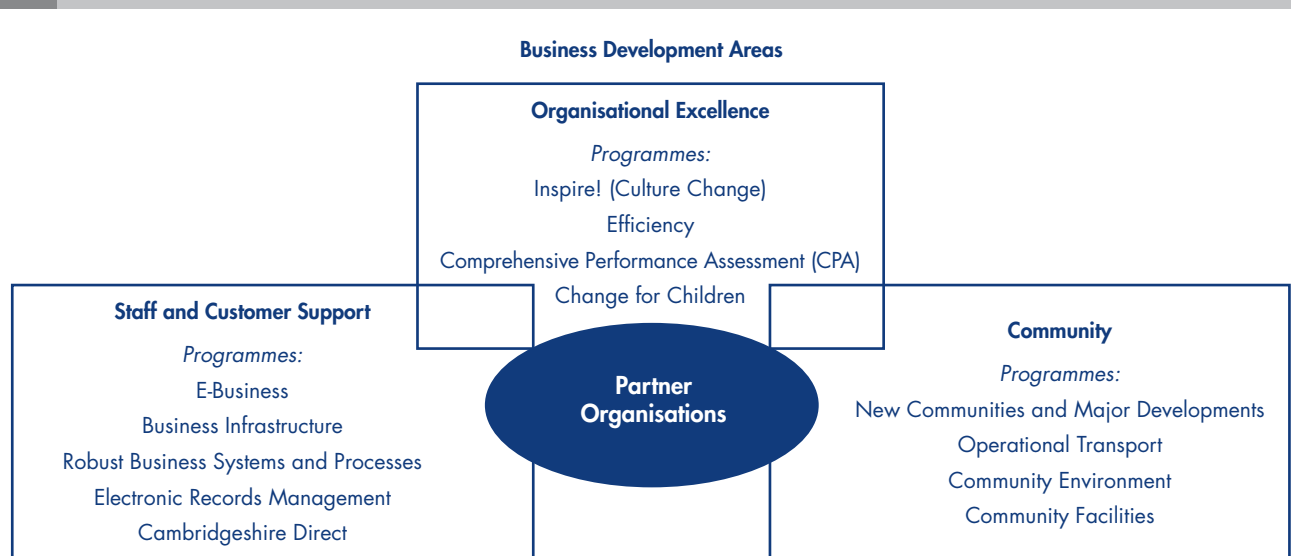 Business Development Areas
Organisational Excellence
Programmes:
Inspire! (Culture Change)
Efficiency
Comprehensive Performance Assessment (CPA)
Change for Children
Staff and Customer Support
Programmes:
E-Business
Business Infrastructure
Robust Business Systems and Processes
Electronic Records Management
Cambridgeshire Direct
Partner
Organisations
Community
Programmes:
New Communities and Major Developments
Operational Transport
Community Environment
Community Facilities